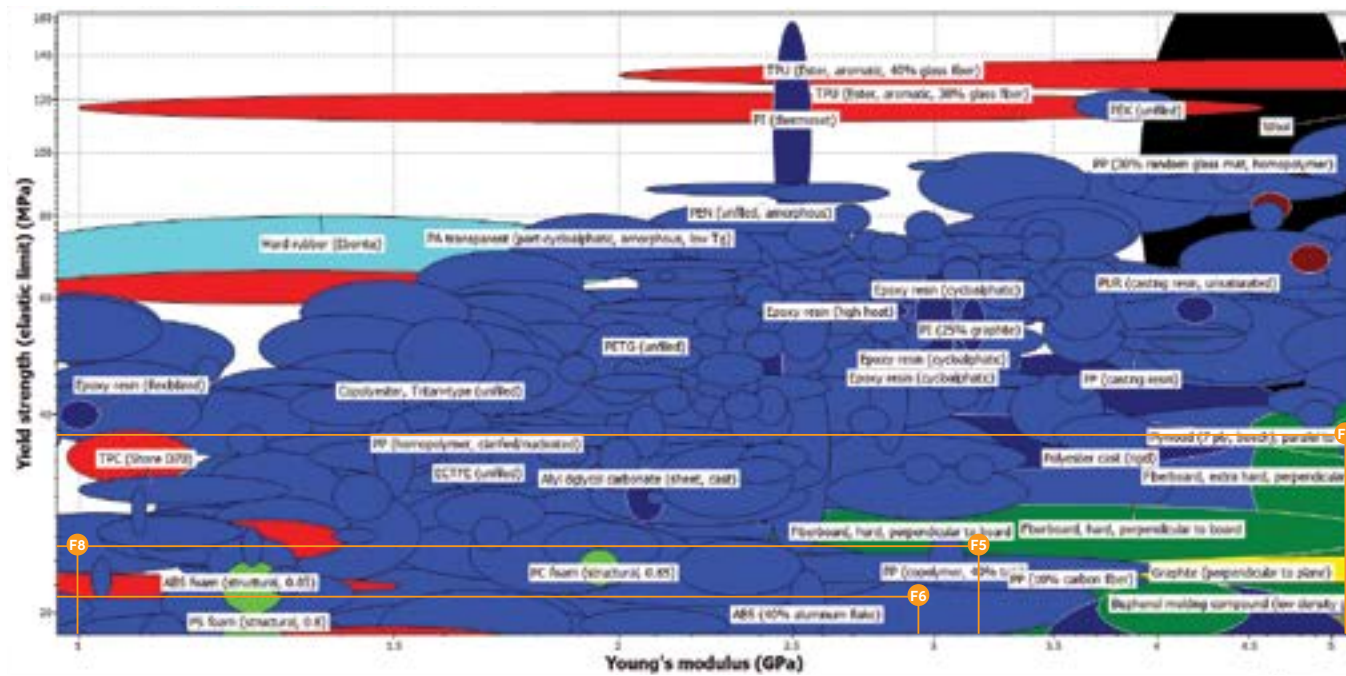 160
140
TPU (Ester, aromatic, 40% glass fiber)
TPU (Ester, aromatic, 30% glass fiber)
120
PEK (unfilled)
PI (thermoset)
100
PP (30% random glass mat, homopolymer)
80
PEN (unfilled, amorphous)
Hard rubber (Ebonite)
PA transparent (part-cycloaliphatic, amorphous, low Tg)
PUR (casting resin, unsaturated)
Epoxy resin (cycloaliphatic)
60
Epoxy resin (high heat)
PI (25% graphite)
PETG (unfilled)
Epoxy resin (cycloaliphatic)
Epoxy resin (cycloaliphatic)
(casting resin)
Epoxy resin (flexibilised)
Copolyester, Tritan-type (unfilled)
40
Plywood (7 ply, beech), parallel
PP (homopolymer, clarified/nucleated)
TPC (Shore D70)
Polyester cast (rigid)
ECTFE (unfilled)
Allyl diglycol carbonate (sheet, cast)
Fiberboard, extra hard, perpendicular
Fiberboard, hard, perpendicular to board
Fiberboard, hard, perpendicular to board
F8
F5
ABS foam (structural, 0.85)
PC foam (structural, 0.65)
PP (copolymer, 40%
PP (10% carbon fiber)
Graphite (perpendicular to plane)
F6
20
PS foam (structural, 0.8)
ABS (40% aluminum flake)
molding compound (low density
Yield strength (elastic limit) (MPa)
1
1.5
2
2.5
3
3.5
4
4.5
5
Young's modulus (GPa)